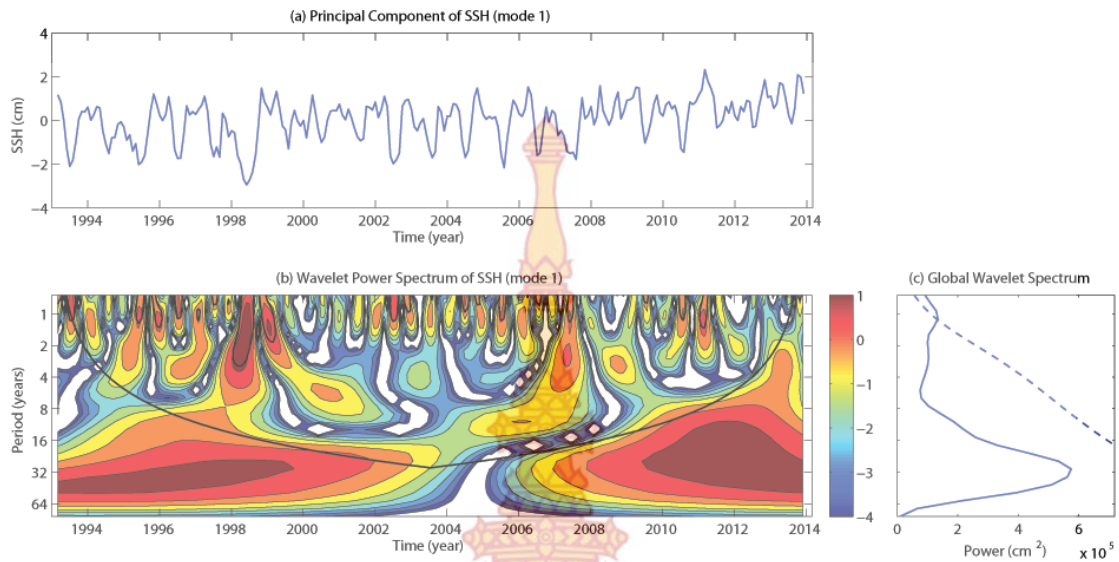 (a) Principal Component of SSH (mode 1)
4
2
0
−2
−4
SSH (cm)
1994 1996 1998 2000 2002 2004 2006 2008 2010 2012 2014
Time (year)
(b) Wavelet Power Spectrum of SSH (mode 1)
1
2
4
8
16
32
64
Period (years)
1994 1996 1998 2000 2002 2004 2006 2008 2010 2012 2014
Time (year)
1
0
−1
−2
−3
−4
(c) Global Wavelet Spectrum
0 2 4 6
Power (cm 2)
x 10 5